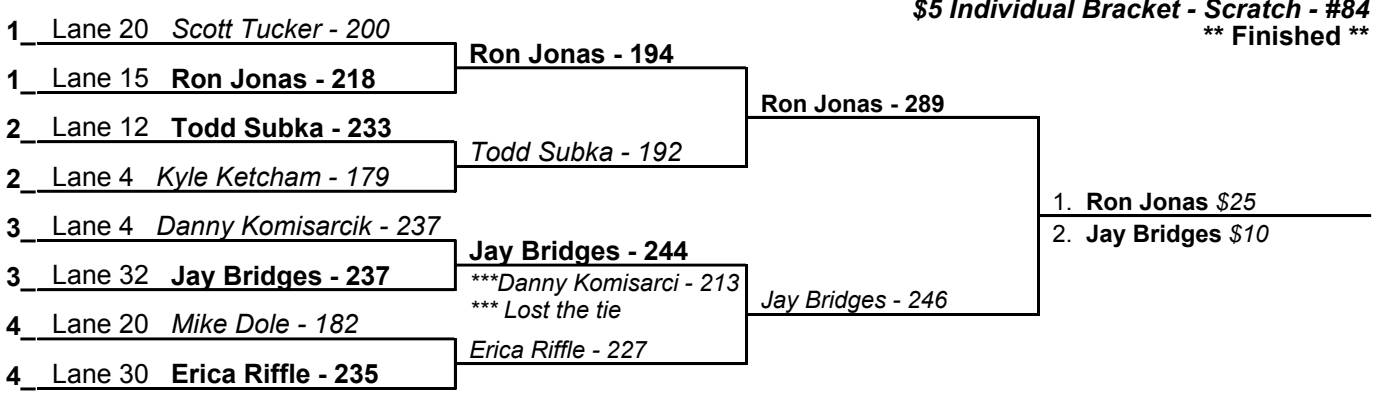 $5 Individual Bracket - Scratch - #84
** Finished **
1_ Lane 20 Scott Tucker - 200
1_ Lane 15 Ron Jonas - 218
2_ Lane 12 Todd Subka - 233
2_ Lane 4 Kyle Ketcham - 179
3_ Lane 4 Danny Komisarcik - 237
3_ Lane 32 Jay Bridges - 237
4_ Lane 20 Mike Dole - 182
4_ Lane 30 Erica Riffle - 235
Ron Jonas - 194
Todd Subka - 192
Jay Bridges - 244
***Danny Komisarci - 213
*** Lost the tie
Erica Riffle - 227
Ron Jonas - 289
Jay Bridges - 246
1. Ron Jonas $25
2. Jay Bridges $10